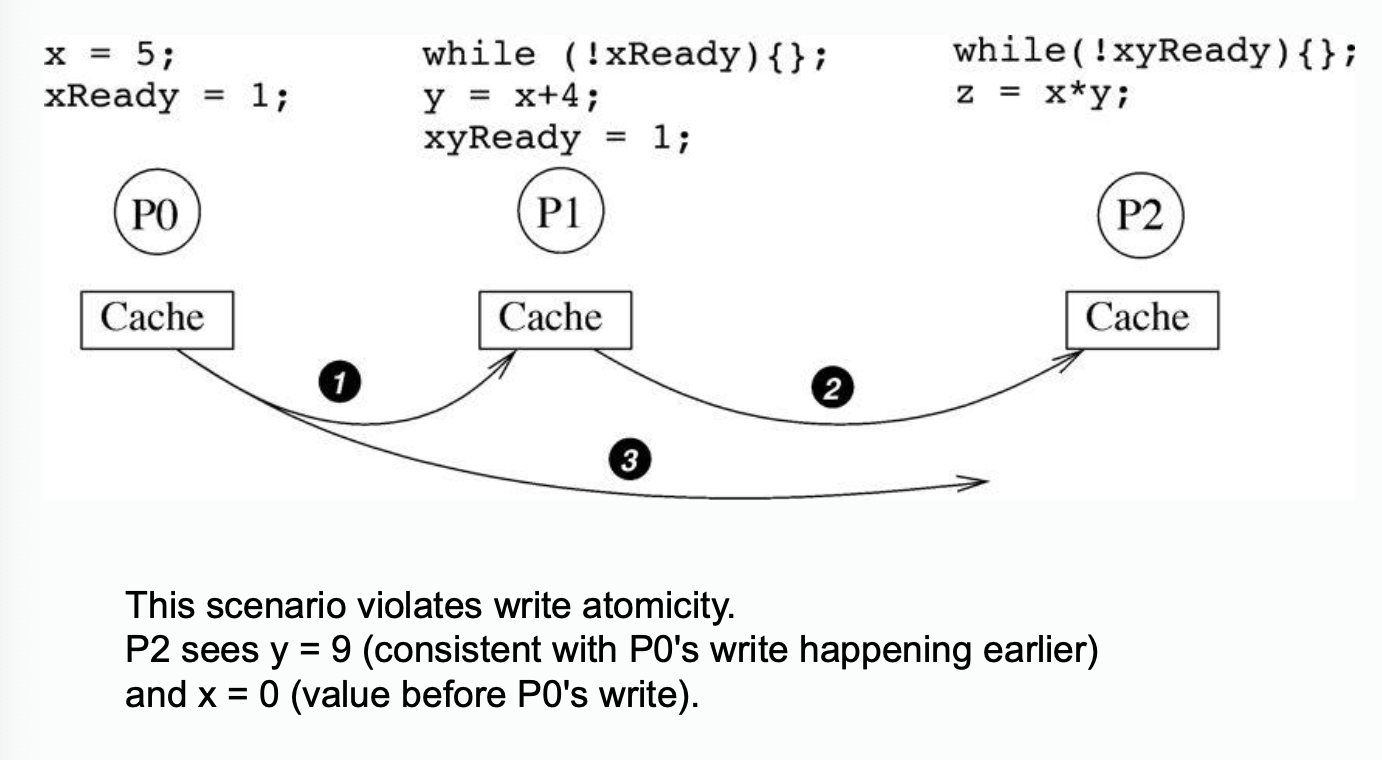 x = 5;
xReady = 1;
while (!xReady){};
y = x+4;
xyReady = 1;
while(!xyReady){};
z = x*y;
P0
P1
P2
Cache
Cache
Cache
1
2
3
This scenario violates write atomicity.
P2 sees y = 9 (consistent with P0's write happening earlier)
and x = 0 (value before P0's write).